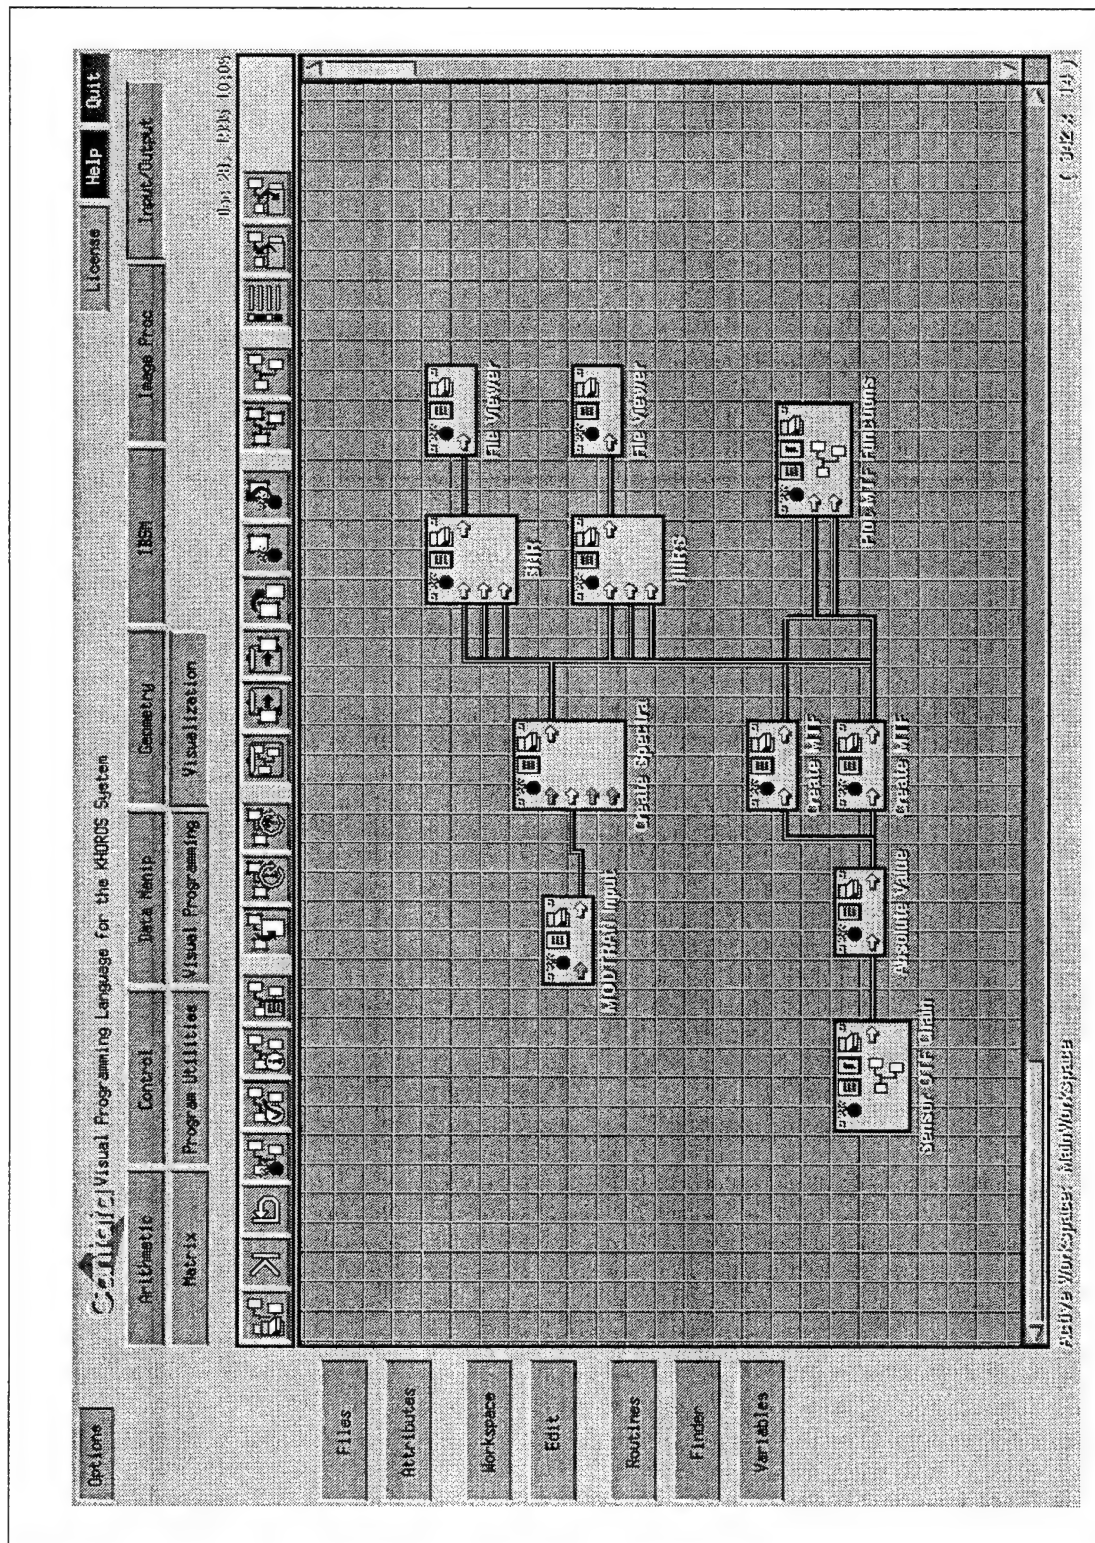 Options
Cantata Visual Programming Language for the KHOROS System
License Help Quit
Arithmetic Control Data Manip Geometry IBSM Image Proc Input/Output
Matrix Program Utilities Visual Programming Visualization
Files
Attributes
Workspace
Edit
Routines
Finder
Variables
SNR
File Viewer
MODTRAN Input
Create Spectra
NIIRS
File Viewer
Create MTF
Plot MTF Functions
Sensor OTF Chain
Absolute Value
Create MTF
Active Workspace: MainWorkspace